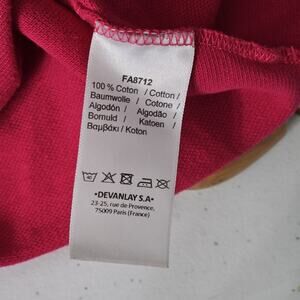 FA8712
100 % Coton / Cotton /
Baumwolle / Cotone /
Algodón / Algodão /
Bomuld / Katoen /
Βαμβάκι / Koton
•DEVANLAY S.A•
23-25, rue de Provence,
75009 Paris (France)